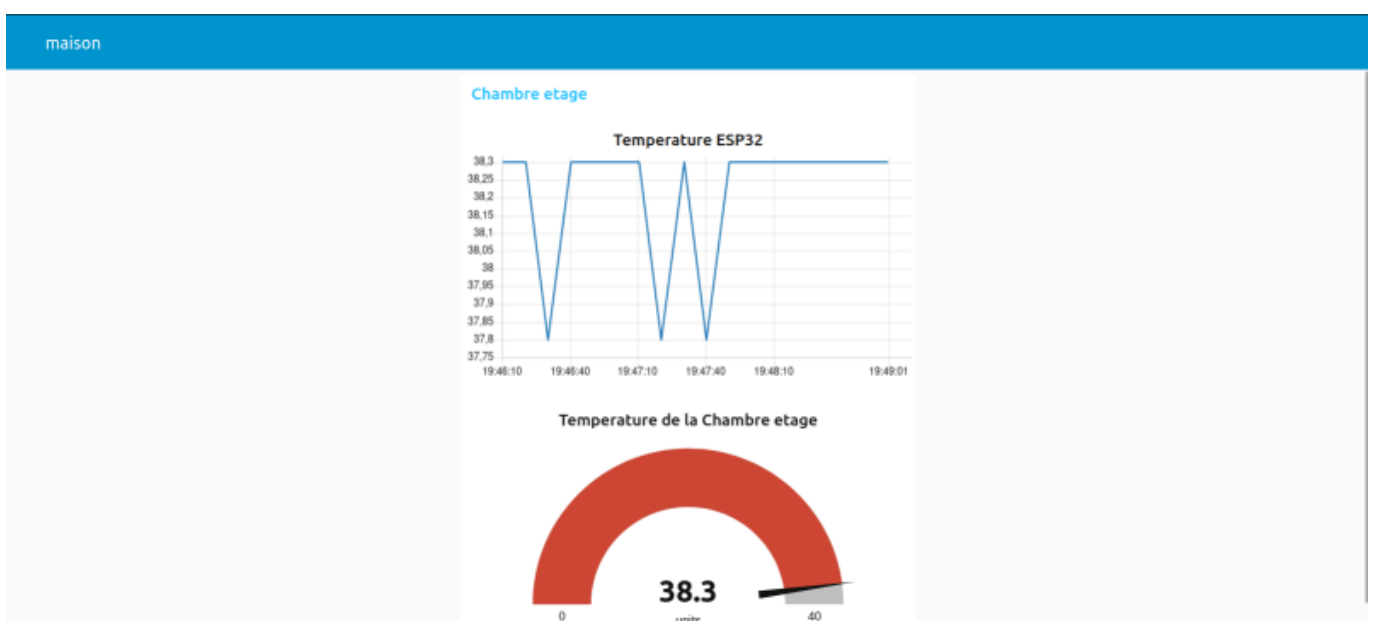 maison
Chambre etage
Temperature ESP32
38,3
38,25
38,2
38,15
38,1
38,05
38
37,95
37,9
37,85
37,8
37,75
19:46:10 19:46:40 19:47:10 19:47:40 19:48:10 19:49:01
Temperature de la Chambre etage
38.3
0 units 40